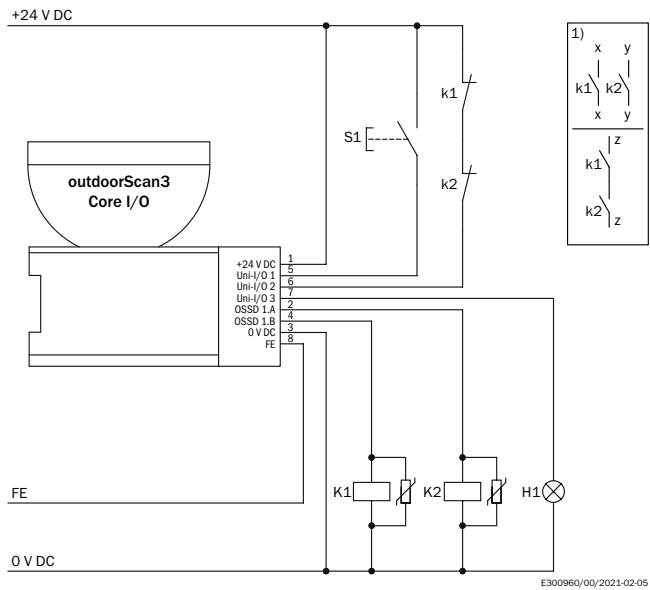 +24 V DC
1)
x y
k1 k2
x y
z
k1
k2
z
k1
S1
k2
outdoorScan3
Core I/O
+24 V DC 1
Uni-I/O 1 5
Uni-I/O 2 6
Uni-I/O 3 7
OSSD 1.A 2
OSSD 1.B 4
0 V DC 3
FE 8
K1 K2 H1
FE
0 V DC
E300960/00/2021-02-05